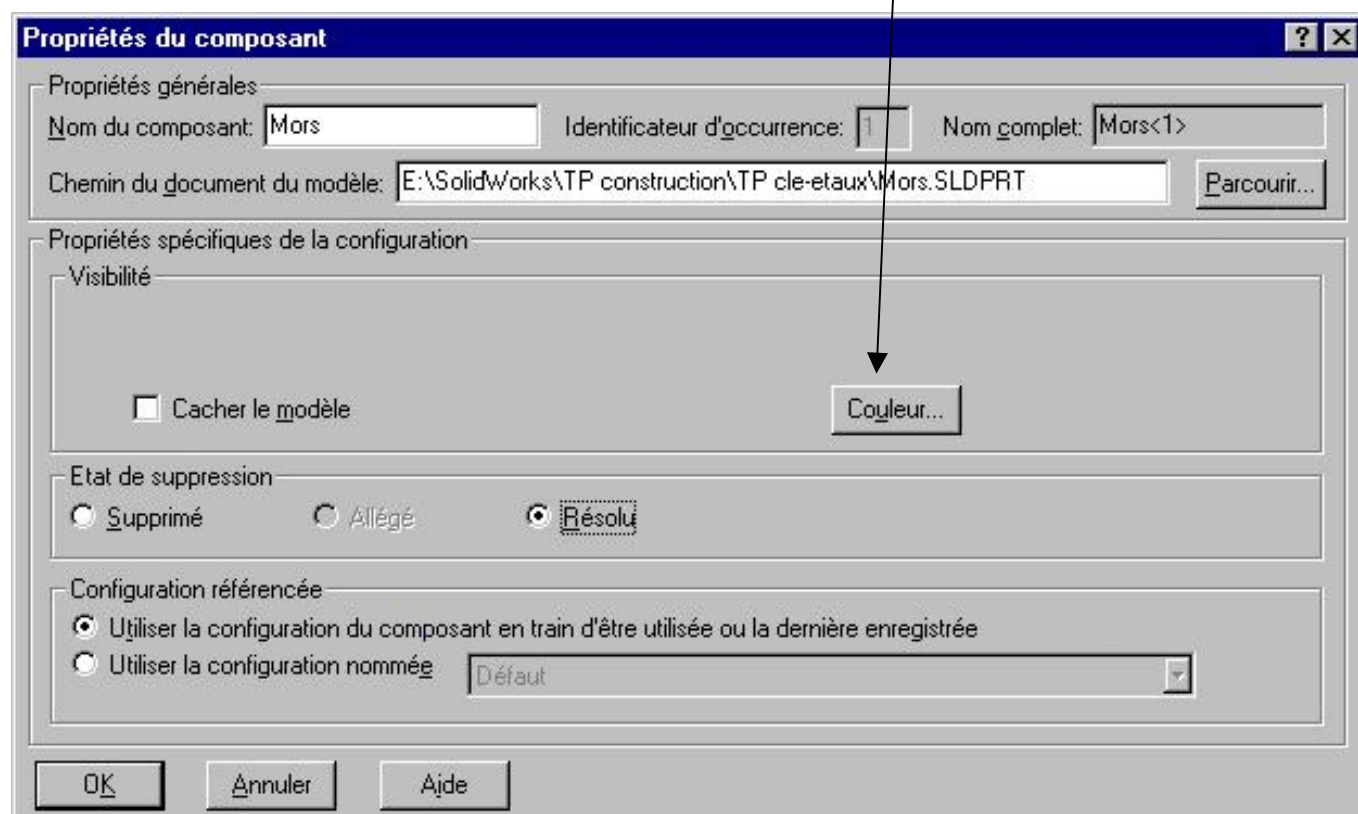 Propriétés du composant
Propriétés générales
Nom du composant: Mors Identificateur d'occurrence: 1 Nom complet: Mors<1>
Chemin du document du modèle: E:\SolidWorks\TP construction\TP cle-etaux\Mors.SLDPRT Parcourir...
Propriétés spécifiques de la configuration
Visibilité
Cacher le modèle Couleur...
Etat de suppression
Supprimé Allégé Résolu
Configuration référencée
Utiliser la configuration du composant en train d'être utilisée ou la dernière enregistrée
Utiliser la configuration nommée Défaut
OK Annuler Aide